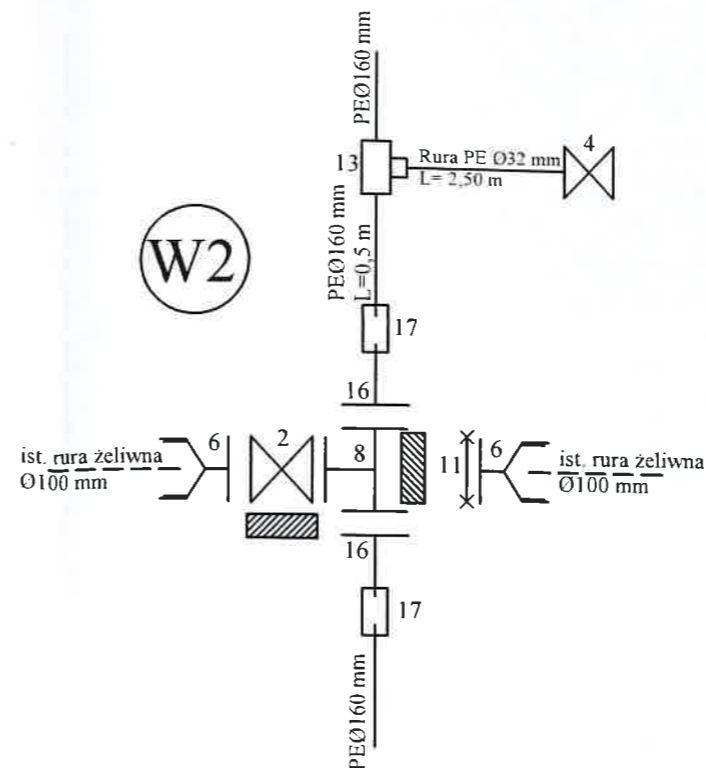 PEØ160 mm
13
Rura PE Ø32 mm
L= 2,50 m
4
W2
PEØ160 mm
L=0,5 m
17
16
ist. rura żeliwna
Ø100 mm
6
2
8
11
6
ist. rura żeliwna
Ø100 mm
16
17
PEØ160 mm